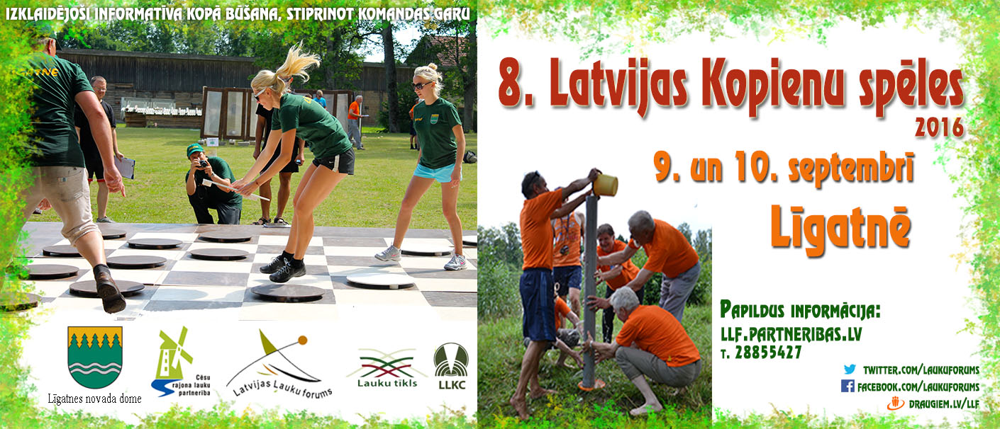 IZKLAIDĒJOŠI INFORMATĪVA KOPĀ BŪŠANA, STIPRINOT KOMANDAS GARU
8. Latvijas Kopienu spēles
2016
9. un 10. septembrī
Līgatnē
PAPILDUS INFORMĀCIJA:
LLF.PARTNERIBAS.LV
T. 28855427
TWITTER.COM/LAUKUFORUMS
FACEBOOK.COM/LAUKUFORUMS
DRAUGIEM.LV/LLF
Līgatnes novada dome
Cēsu
rajona lauku
partnerība
Latvijas Lauku forums
Lauku tīkls
LLKC